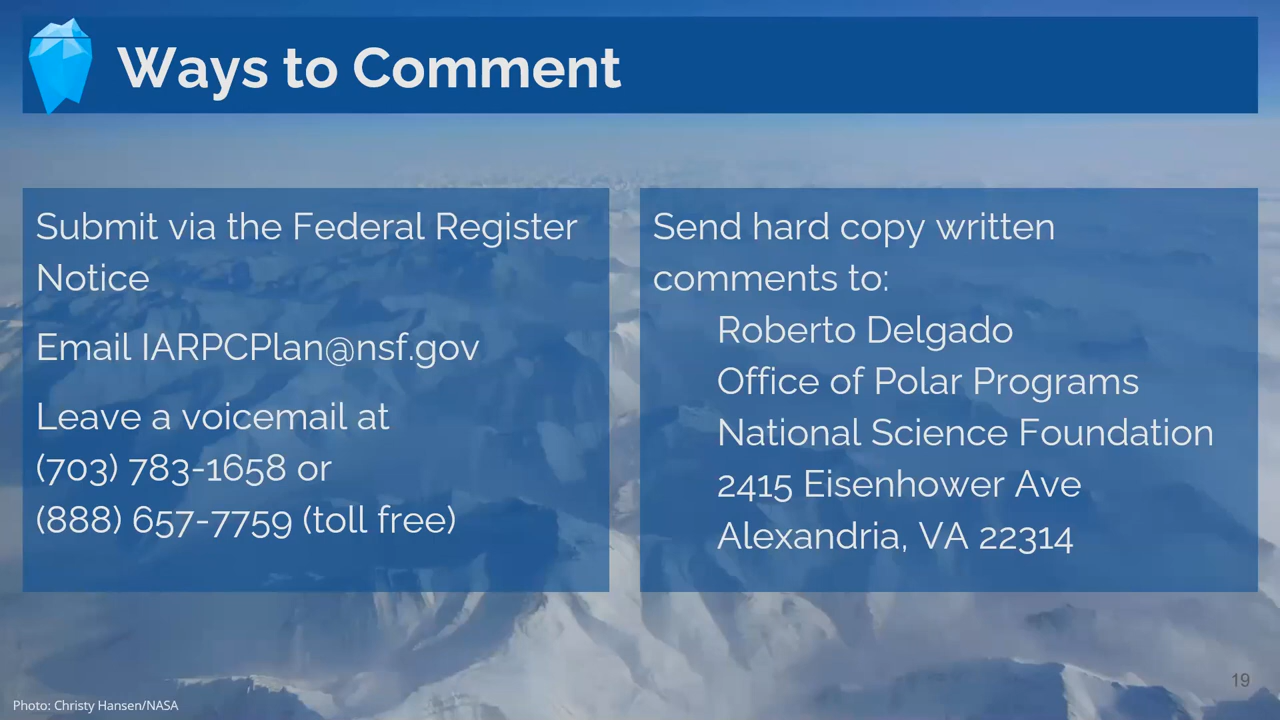 Ways to Comment
Submit via the Federal Register
Notice
Email IARPCPlan@nsf.gov
Leave a voicemail at
(703) 783-1658 or
(888) 657-7759 (toll free)
Send hard copy written
comments to:
Roberto Delgado
Office of Polar Programs
National Science Foundation
2415 Eisenhower Ave
Alexandria, VA 22314
19
Photo: Christy Hansen/NASA